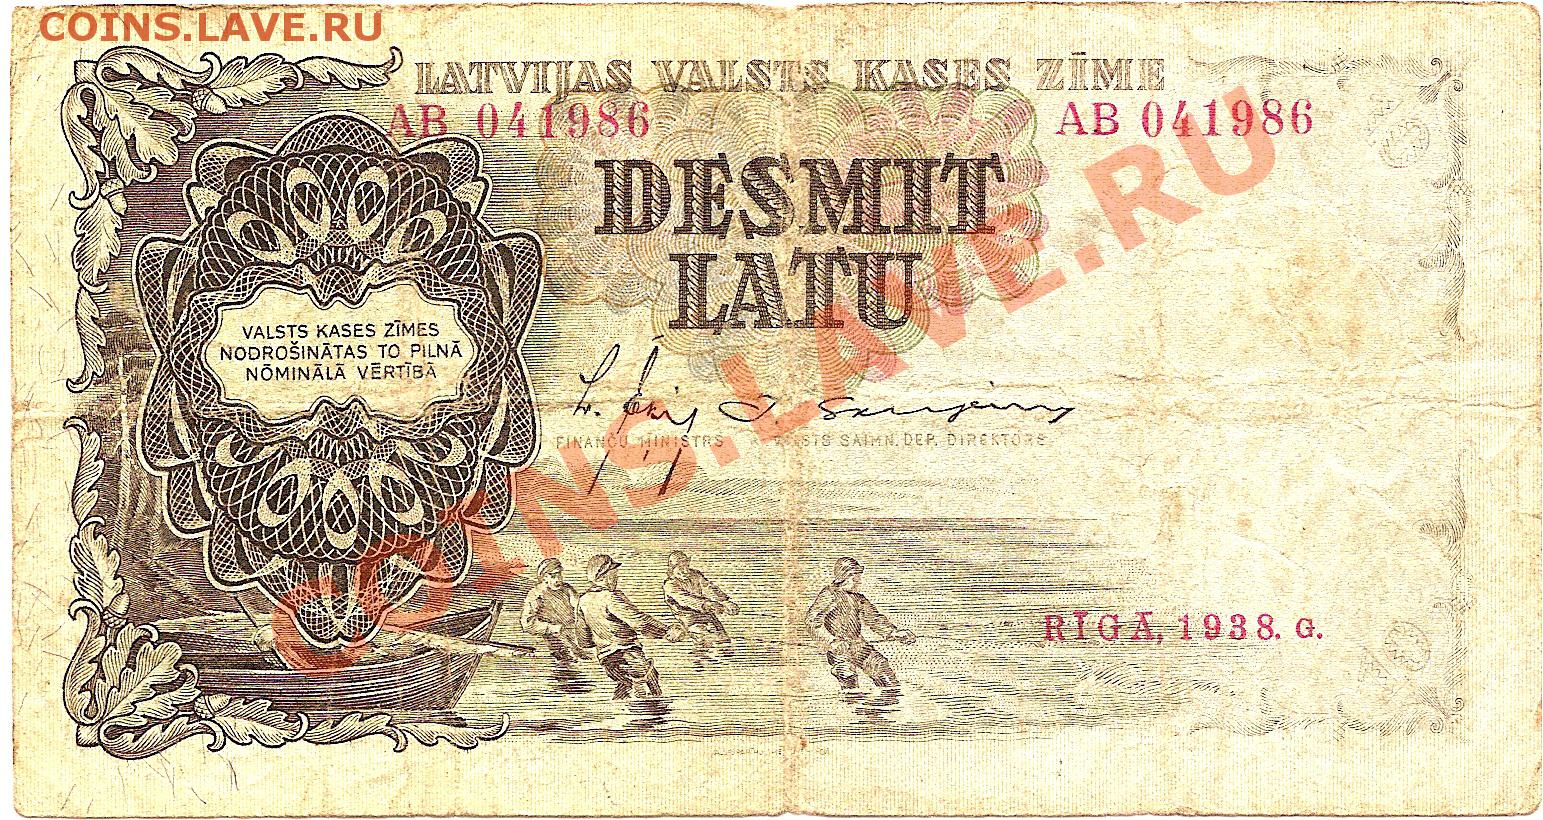 COINS.LAVE.RU
LATVIJAS VALSTS KASES ZĪME
AB 041986 AB 041986
DESMIT
LATU
VALSTS KASES ZĪMES
NODROŠINĀTAS TO PILNĀ
NŌMINĀLĀ VĒRTĪBĀ
FINANČU MINISTRS VALSTS SAIMN. DEP. DIREKTORS
RĪGĀ, 1938. G.
10
COINS.LAVE.RU